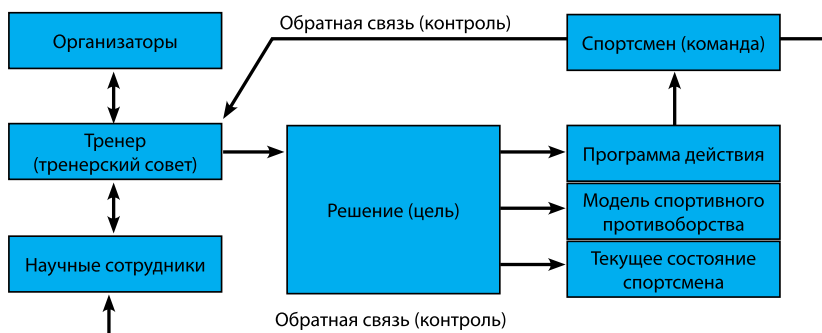 Обратная связь (контроль)
Организаторы
Спортсмен (команда)
Тренер
(тренерский совет)
Решение (цель)
Программа действия
Модель спортивного
противоборства
Научные сотрудники
Текущее состояние
спортсмена
Обратная связь (контроль)